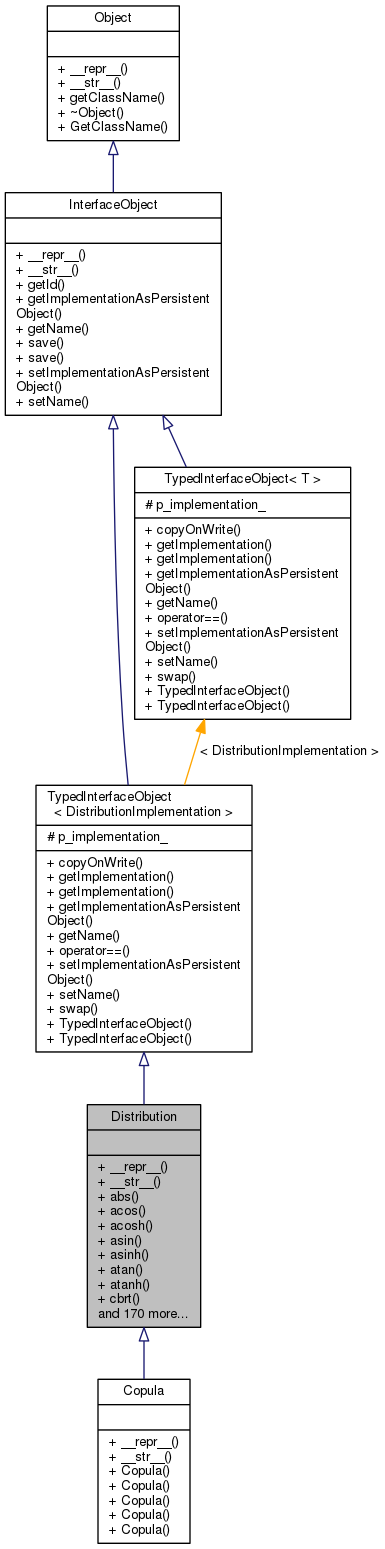 Object
+ __repr__()
+ __str__()
+ getClassName()
+ ~Object()
+ GetClassName()
InterfaceObject
+ __repr__()
+ __str__()
+ getId()
+ getImplementationAsPersistent
Object()
+ getName()
+ save()
+ save()
+ setImplementationAsPersistent
Object()
+ setName()
TypedInterfaceObject< T >
# p_implementation_
+ copyOnWrite()
+ getImplementation()
+ getImplementation()
+ getImplementationAsPersistent
Object()
+ getName()
+ operator==()
+ setImplementationAsPersistent
Object()
+ setName()
+ swap()
+ TypedInterfaceObject()
+ TypedInterfaceObject()
< DistributionImplementation >
TypedInterfaceObject
< DistributionImplementation >
# p_implementation_
+ copyOnWrite()
+ getImplementation()
+ getImplementation()
+ getImplementationAsPersistent
Object()
+ getName()
+ operator==()
+ setImplementationAsPersistent
Object()
+ setName()
+ swap()
+ TypedInterfaceObject()
+ TypedInterfaceObject()
Distribution
+ __repr__()
+ __str__()
+ abs()
+ acos()
+ acosh()
+ asin()
+ asinh()
+ atan()
+ atanh()
+ cbrt()
and 170 more...
Copula
+ __repr__()
+ __str__()
+ Copula()
+ Copula()
+ Copula()
+ Copula()
+ Copula()